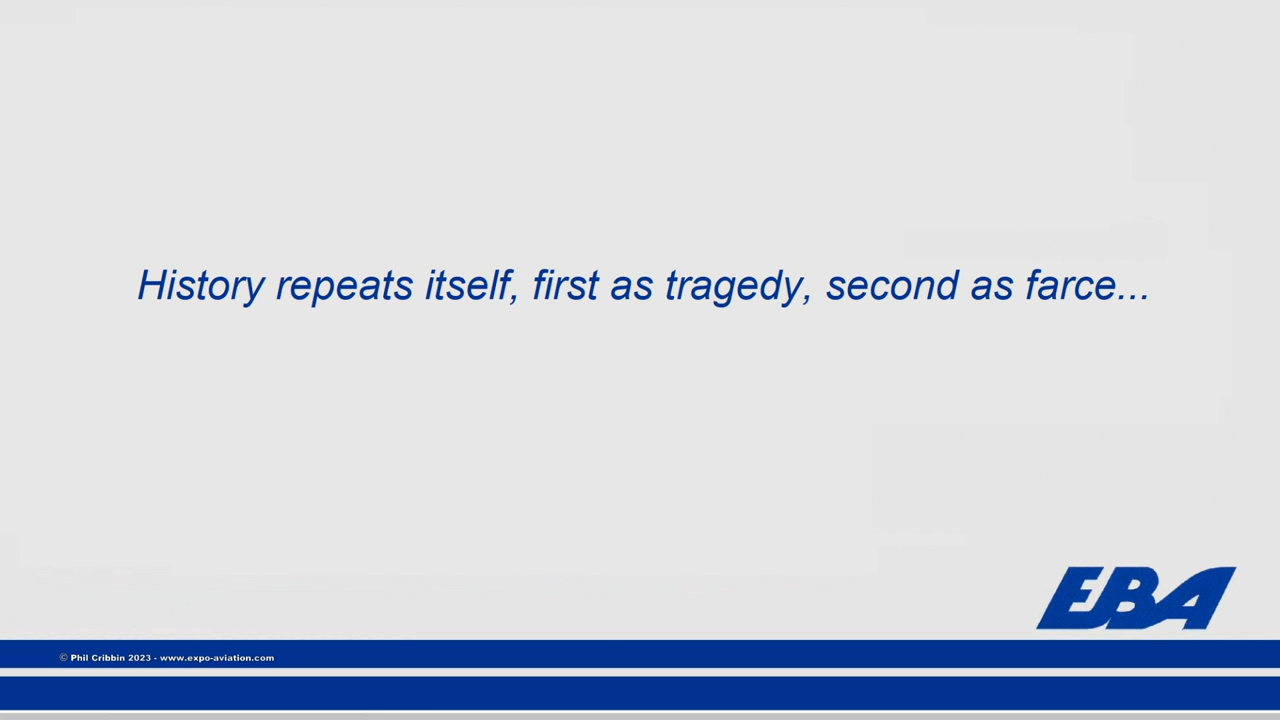 History repeats itself, first as tragedy, second as farce...
EBA
© Phil Cribbin 2023 - www.expo-aviation.com